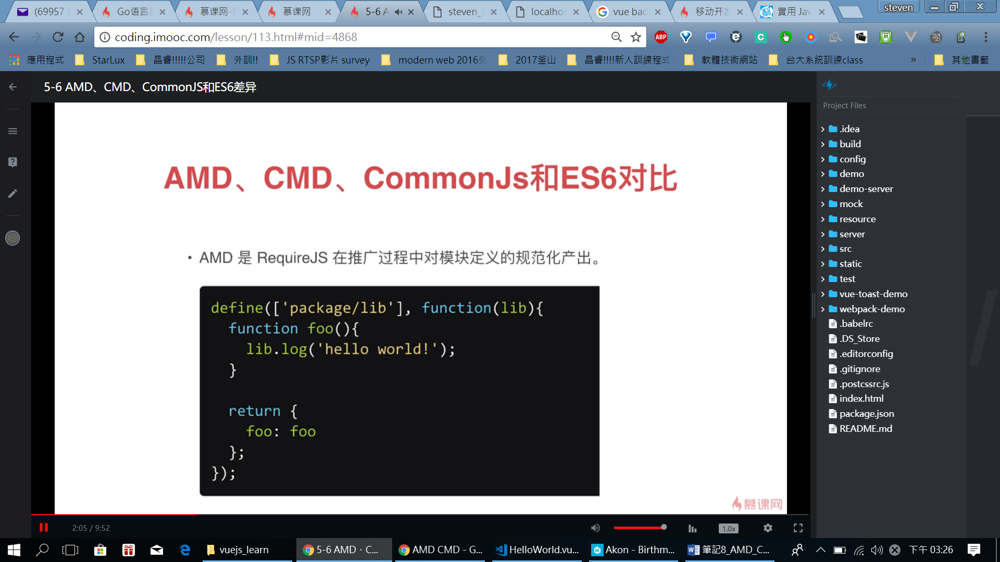 (69957
Go语言
慕课网-
慕课网
5-6 A
steven_
localho
vue bac
移动开发
實用 Jav
steven
coding.imooc.com/lesson/113.html#mid=4868
ABP
應用程式
StarLux
晶睿!!!!!公司
外訓!!
JS RTSP影片 survey
modern web 2016外
2017釜山
晶睿!!!!新人訓練程式
軟體技術網站
台大系統訓練class
»
其他書籤
5-6 AMD、CMD、CommonJS和ES6差异
Project Files
.idea
build
config
demo
demo-server
mock
resource
server
src
static
test
vue-toast-demo
webpack-demo
.babelrc
.DS_Store
.editorconfig
.gitignore
.postcssrc.js
index.html
package.json
README.md
AMD、CMD、CommonJs和ES6对比
• AMD 是 RequireJS 在推广过程中对模块定义的规范化产出。
define(['package/lib'], function(lib){
function foo(){
lib.log('hello world!');
}
return {
foo: foo
};
});
慕课网
2:05 / 9:52
1.0x
vuejs_learn
5-6 AMD、C...
AMD CMD - G...
HelloWorld.vu...
Akon - Birthm...
筆記8_AMD_C...
下午 03:26